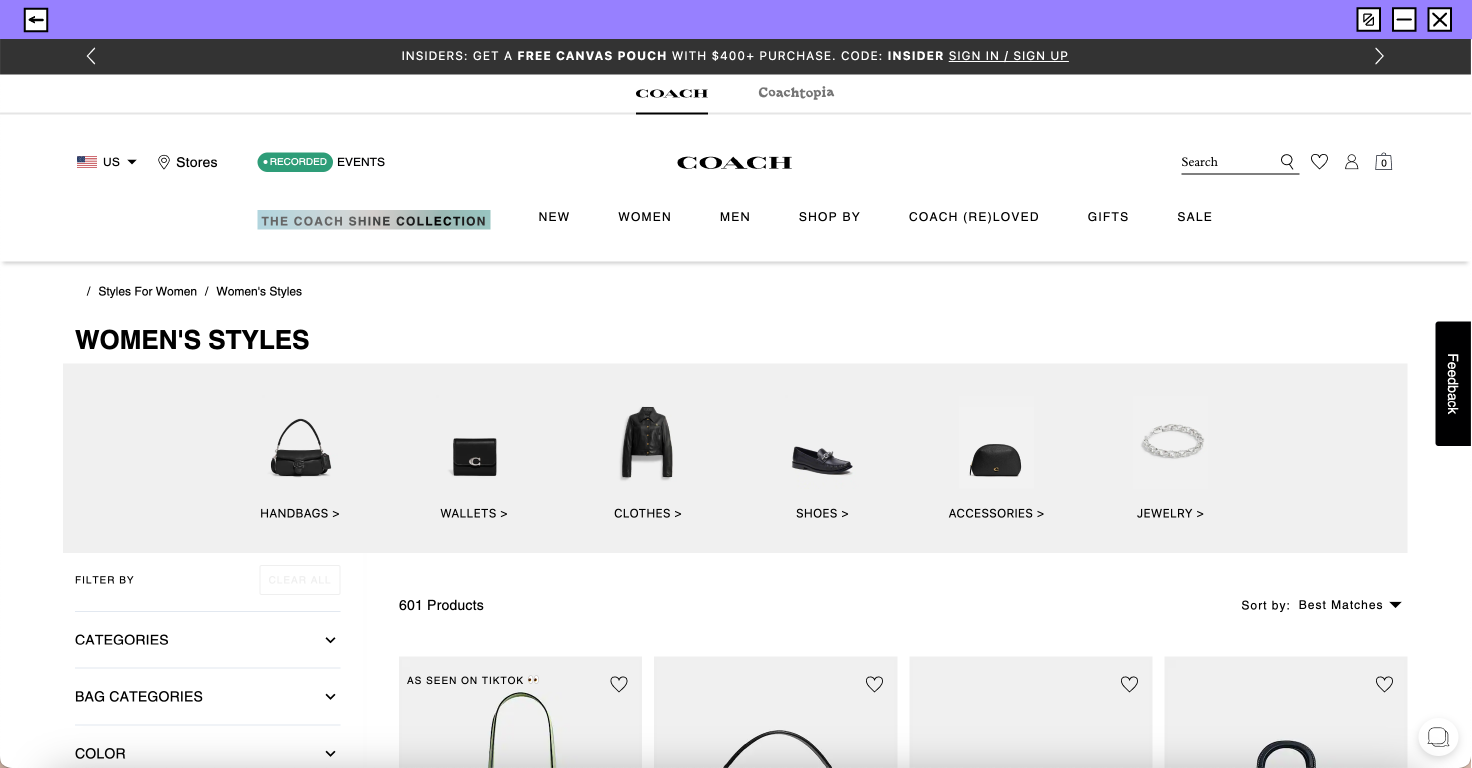 INSIDERS: GET A FREE CANVAS POUCH WITH $400+ PURCHASE. CODE: INSIDER SIGN IN / SIGN UP
COACH Coachtopia
US Stores RECORDED EVENTS COACH Search 0
THE COACH SHINE COLLECTION NEW WOMEN MEN SHOP BY COACH (RE)LOVED GIFTS SALE
/ Styles For Women / Women's Styles
WOMEN'S STYLES
Feedback
HANDBAGS > WALLETS > CLOTHES > SHOES > ACCESSORIES > JEWELRY >
FILTER BY CLEAR ALL
601 Products Sort by: Best Matches
CATEGORIES
AS SEEN ON TIKTOK 👀
BAG CATEGORIES
COLOR